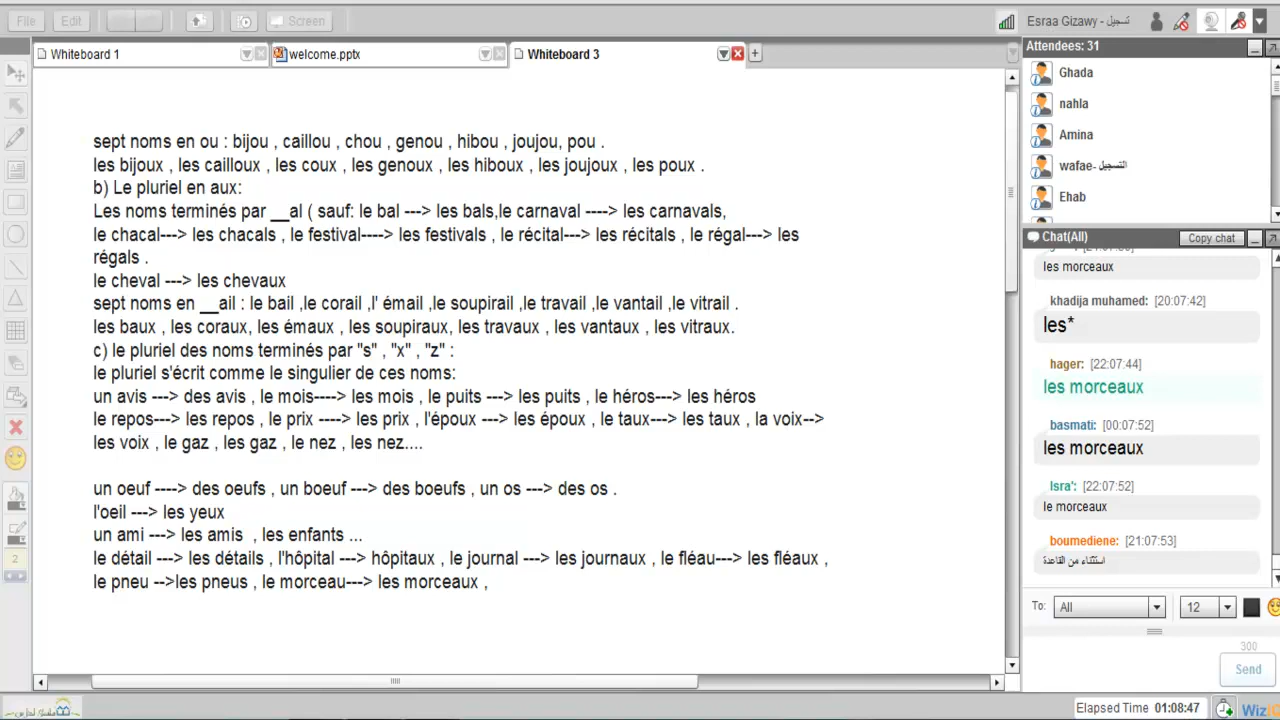 File Edit Screen
Esraa Gizawy - تسجيل
Whiteboard 1
welcome.pptx
Whiteboard 3
sept noms en ou : bijou , caillou , chou , genou , hibou , joujou, pou .
les bijoux , les cailloux , les coux , les genoux , les hiboux , les joujoux , les poux .
b) Le pluriel en aux:
Les noms terminés par __al ( sauf: le bal ---> les bals,le carnaval ----> les carnavals,
le chacal---> les chacals , le festival----> les festivals , le récital---> les récitals , le régal---> les
régals .
le cheval ---> les chevaux
sept noms en __ail : le bail ,le corail ,l' émail ,le soupirail ,le travail ,le vantail ,le vitrail .
les baux , les coraux, les émaux , les soupiraux, les travaux , les vantaux , les vitraux.
c) le pluriel des noms terminés par "s" , "x" , "z" :
le pluriel s'écrit comme le singulier de ces noms:
un avis ---> des avis , le mois----> les mois , le puits ---> les puits , le héros---> les héros
le repos---> les repos , le prix ----> les prix , l'époux ---> les époux , le taux---> les taux , la voix-->
les voix , le gaz , les gaz , le nez , les nez....
un oeuf ----> des oeufs , un boeuf ---> des boeufs , un os ---> des os .
l'oeil ---> les yeux
un ami ---> les amis , les enfants ...
le détail ---> les détails , l'hôpital ---> hôpitaux , le journal ---> les journaux , le fléau---> les fléaux ,
le pneu -->les pneus , le morceau---> les morceaux ,
Attendees: 31
Ghada
nahla
Amina
wafae- التسجيل
Ehab
Chat(All)
Copy chat
les morceaux
khadija muhamed: [20:07:42]
les*
hager: [22:07:44]
les morceaux
basmati: [00:07:52]
les morceaux
Isra': [22:07:52]
le morceaux
boumediene: [21:07:53]
استثناء من القاعدة
To: All 12
300
Send
2
Elapsed Time 01:08:47